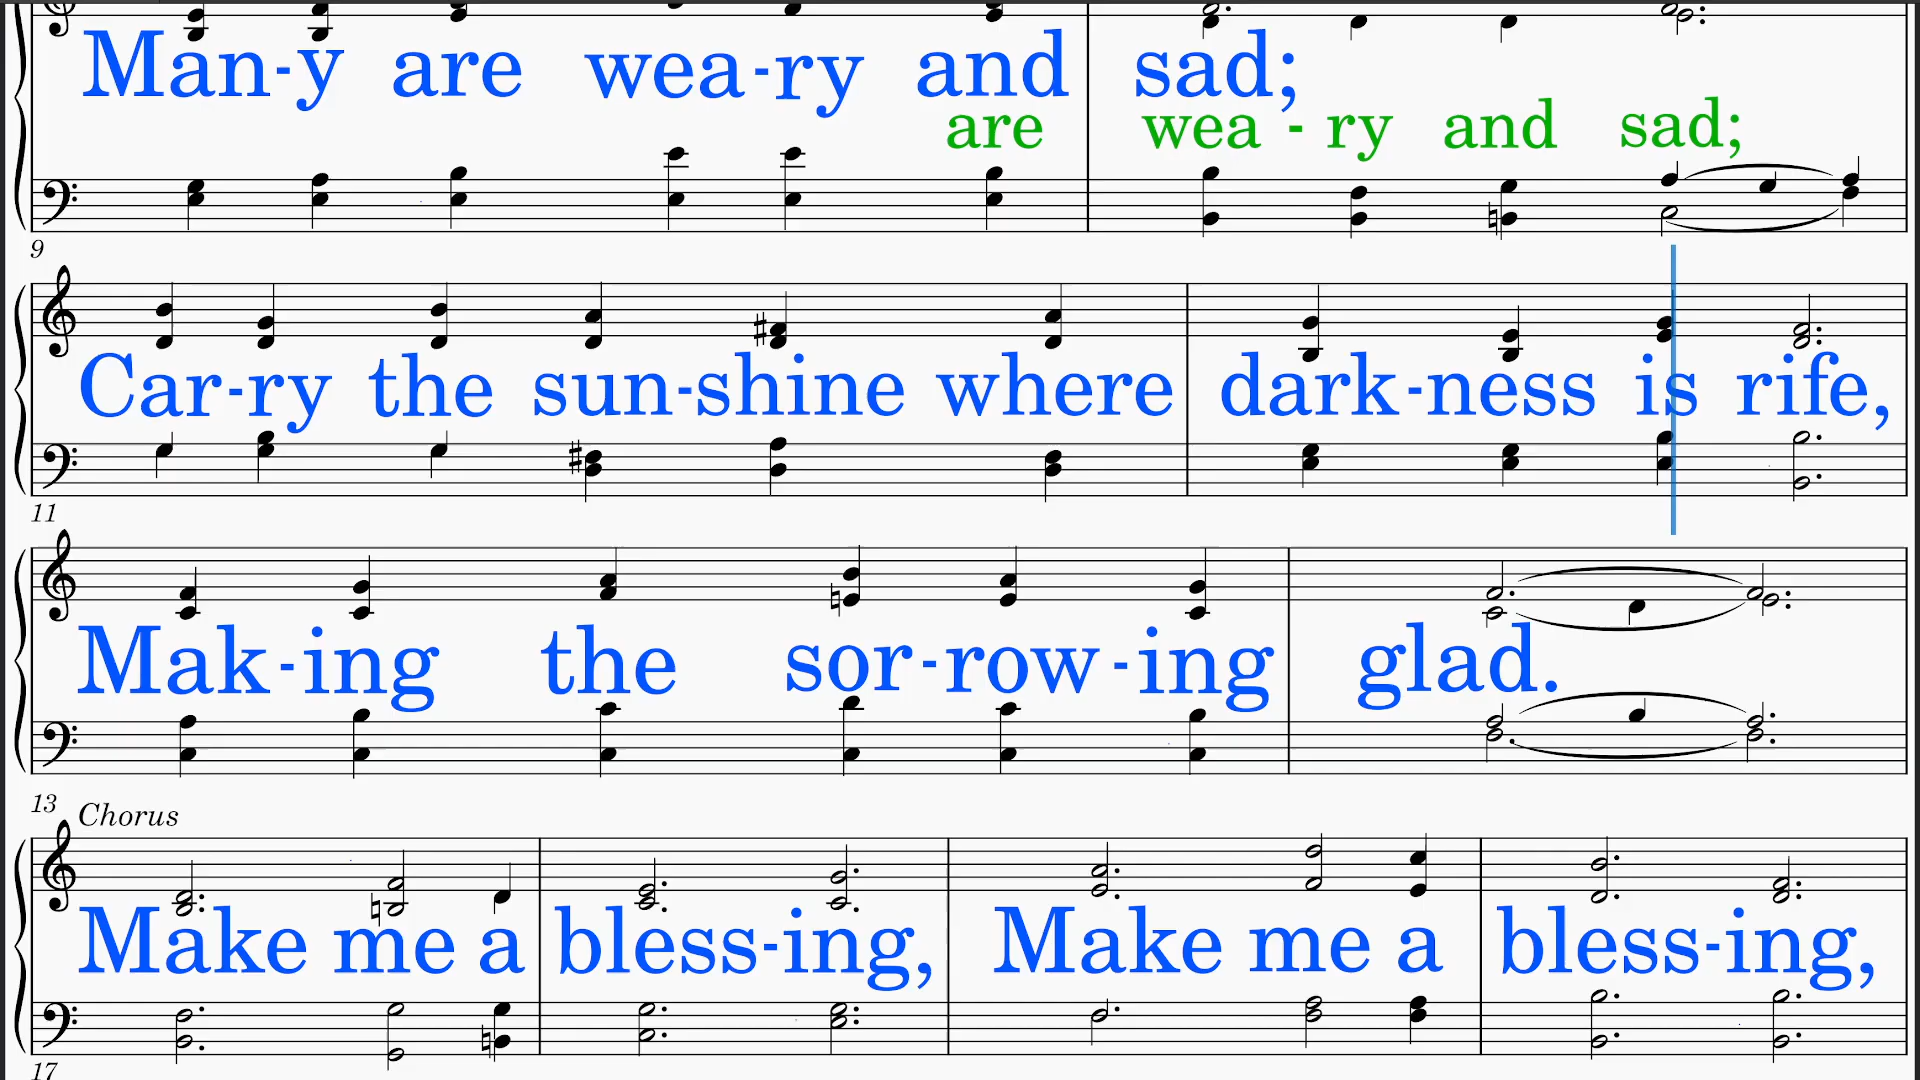 Man-y are wea-ry and sad;
are wea - ry and sad;
9
Car-ry the sun-shine where dark-ness is rife,
11
Mak-ing the sor-row-ing glad.
13
Chorus
Make me a bless-ing, Make me a bless-ing,
17